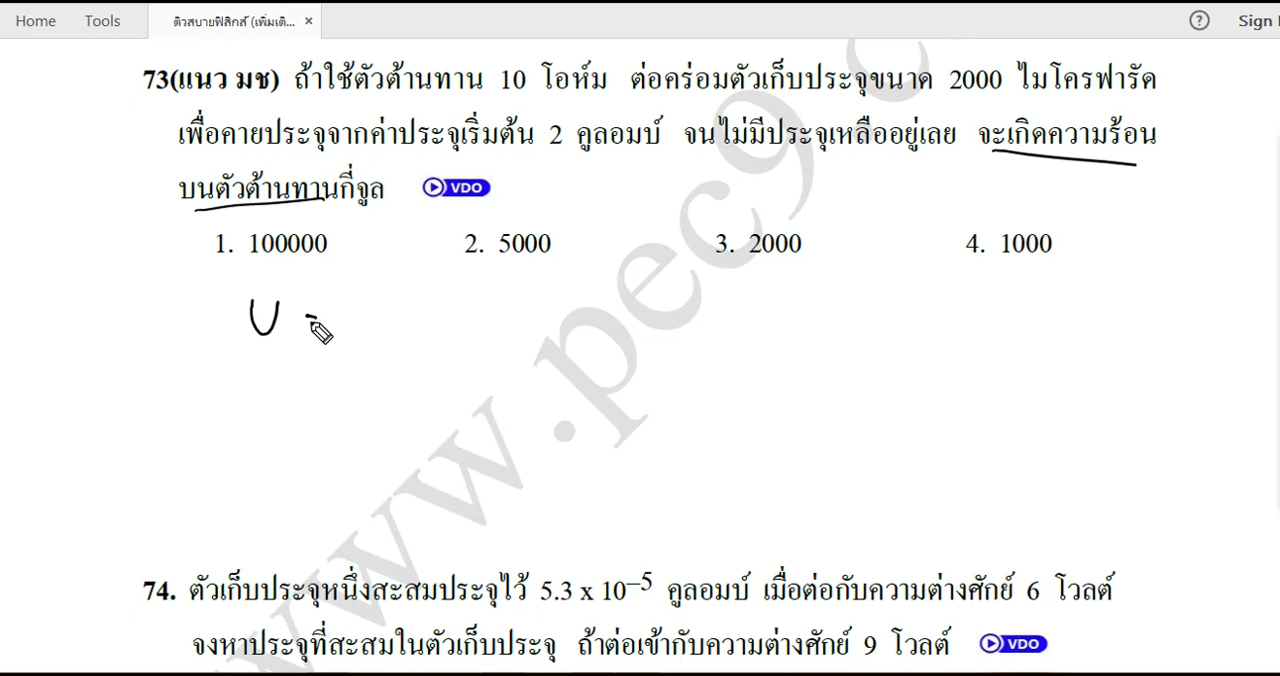 Home Tools ติวสบายฟิสิกส์ (เพิ่มเติ... × ? Sign
73(แนว มช) ถ้าใช้ตัวต้านทาน 10 โอห์ม ต่อคร่อมตัวเก็บประจุขนาด 2000 ไมโครฟารัด
เพื่อคายประจุจากค่าประจุเริ่มต้น 2 คูลอมบ์ จนไม่มีประจุเหลืออยู่เลย จะเกิดความร้อน
บนตัวต้านทานกี่จูล VDO
1. 100000 2. 5000 3. 2000 4. 1000
U
www.pec9.c
74. ตัวเก็บประจุหนึ่งสะสมประจุไว้ 5.3 x 10⁻⁵ คูลอมบ์ เมื่อต่อกับความต่างศักย์ 6 โวลต์
จงหาประจุที่สะสมในตัวเก็บประจุ ถ้าต่อเข้ากับความต่างศักย์ 9 โวลต์ VDO